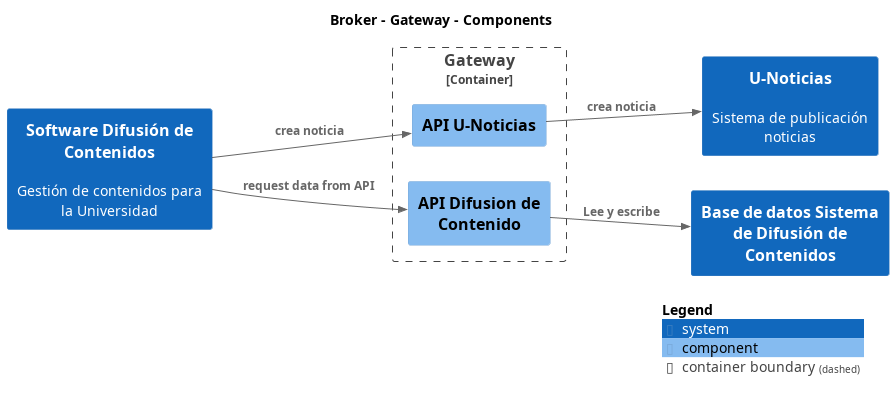 Broker - Gateway - Components
Software Difusión de
Contenidos
Gestión de contenidos para
la Universidad
crea noticia
request data from API
Gateway
[Container]
API U-Noticias
API Difusion de
Contenido
crea noticia
Lee y escribe
U-Noticias
Sistema de publicación
noticias
Base de datos Sistema
de Difusión de
Contenidos
Legend
system
component
container boundary (dashed)